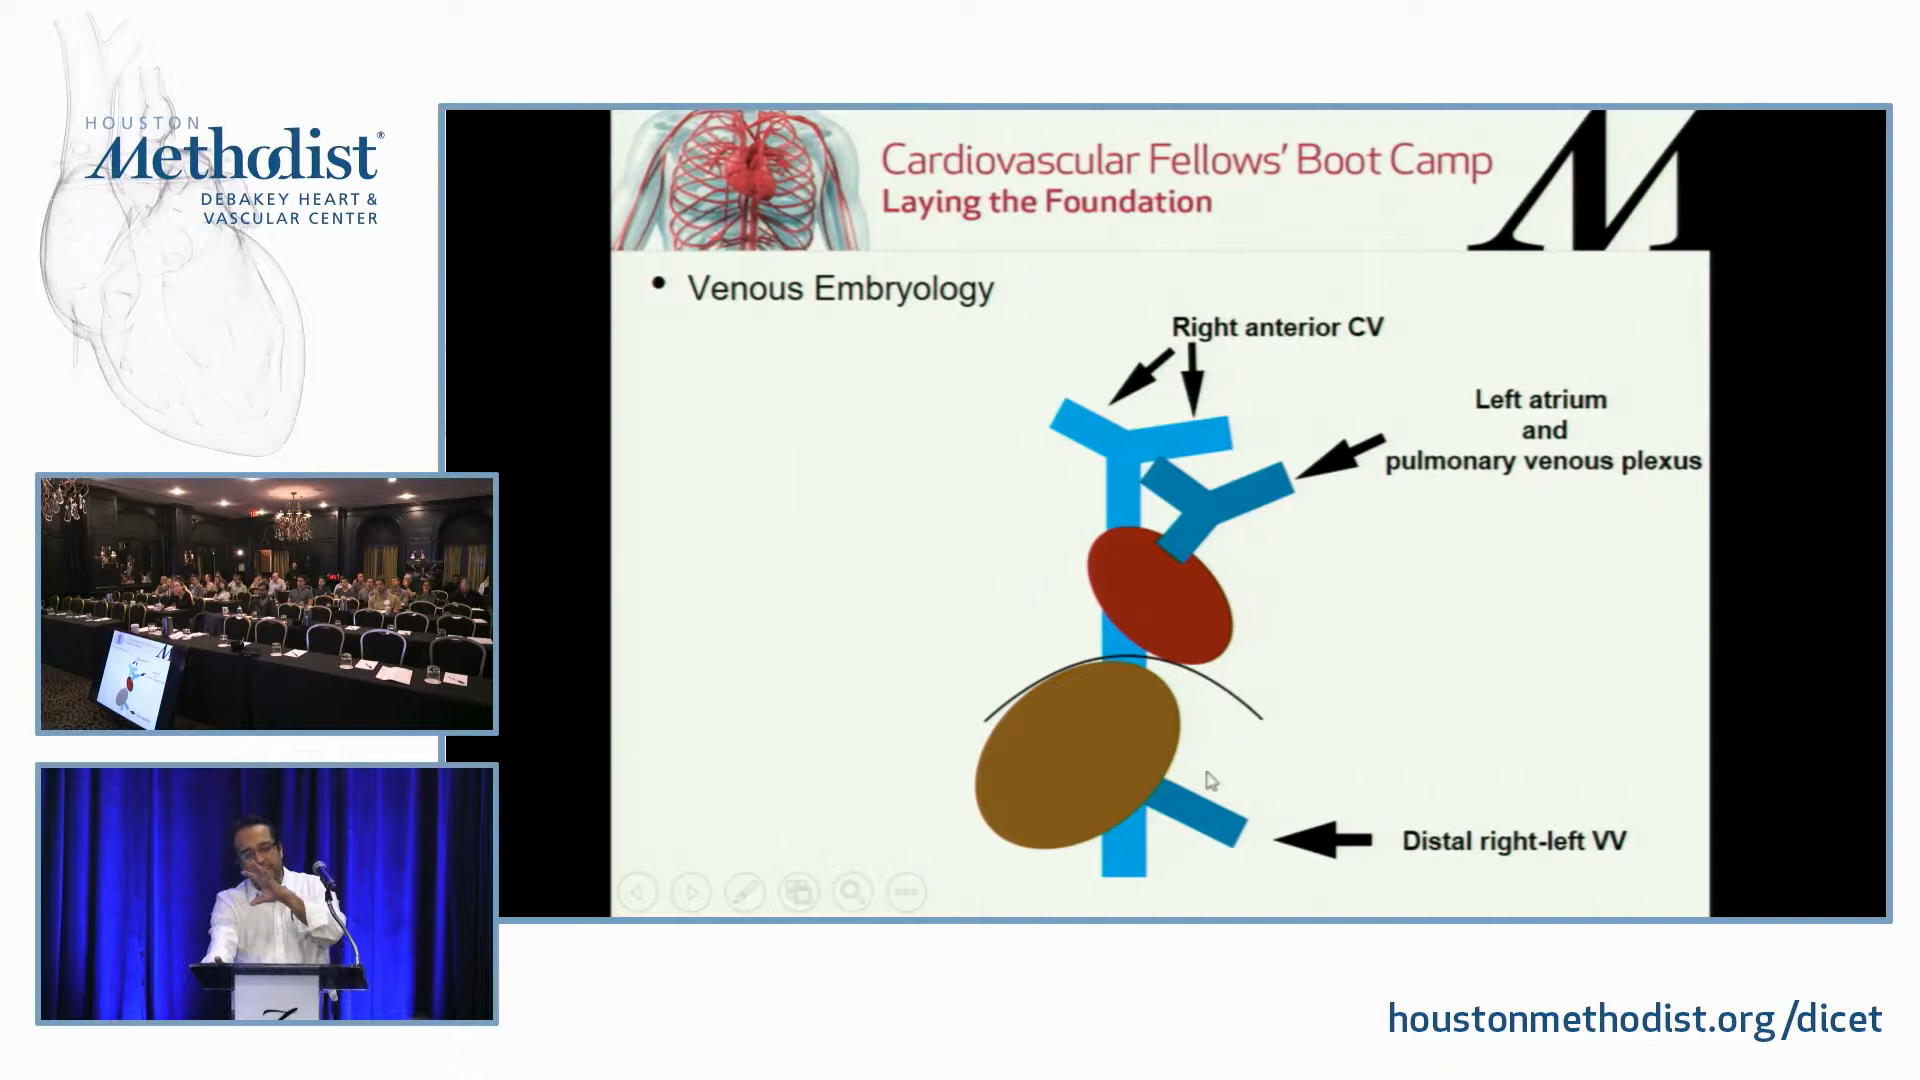 HOUSTON
Methodist®
DEBAKEY HEART &
VASCULAR CENTER
Cardiovascular Fellows' Boot Camp
Laying the Foundation
M
• Venous Embryology
Right anterior CV
Left atrium
and
pulmonary venous plexus
Distal right-left VV
houstonmethodist.org/dicet